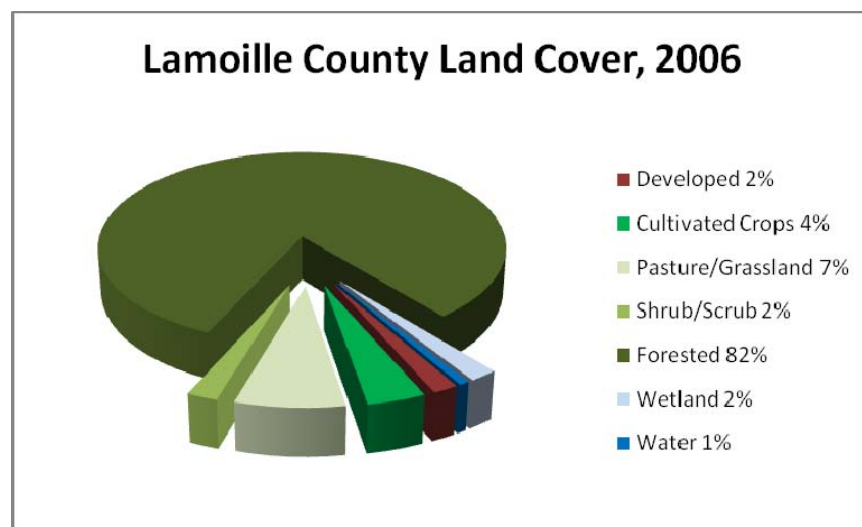 Lamoille County Land Cover, 2006
Developed 2%
Cultivated Crops 4%
Pasture/Grassland 7%
Shrub/Scrub 2%
Forested 82%
Wetland 2%
Water 1%